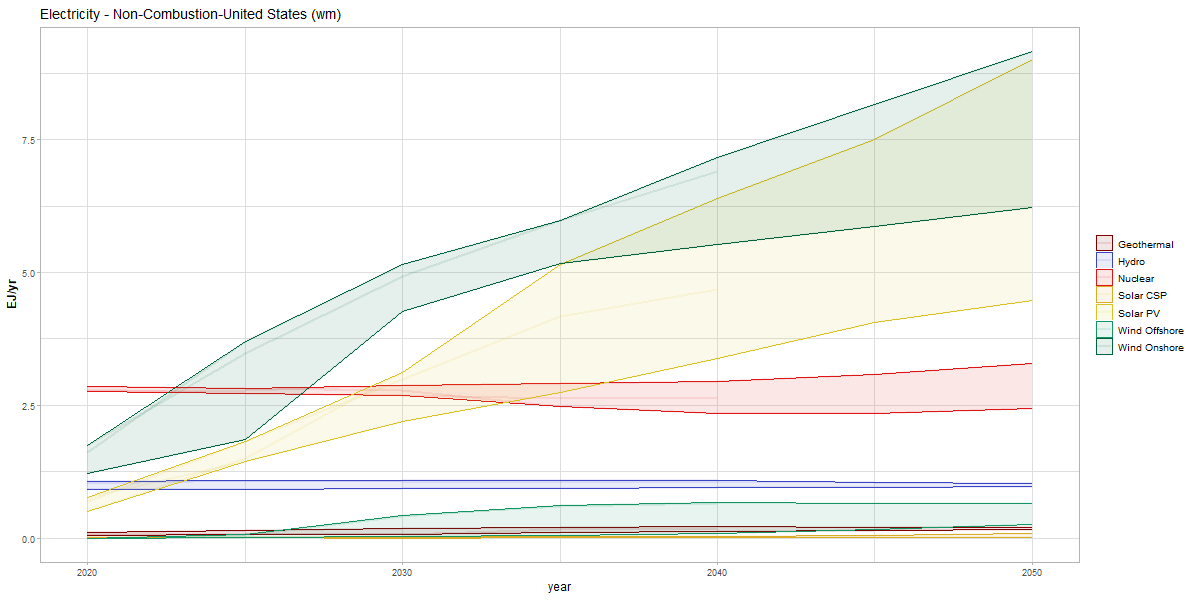 Electricity - Non-Combustion-United States (wm)
EJ/yr
7.5
5.0
2.5
0.0
2020
2030
2040
2050
year
Geothermal
Hydro
Nuclear
Solar CSP
Solar PV
Wind Offshore
Wind Onshore